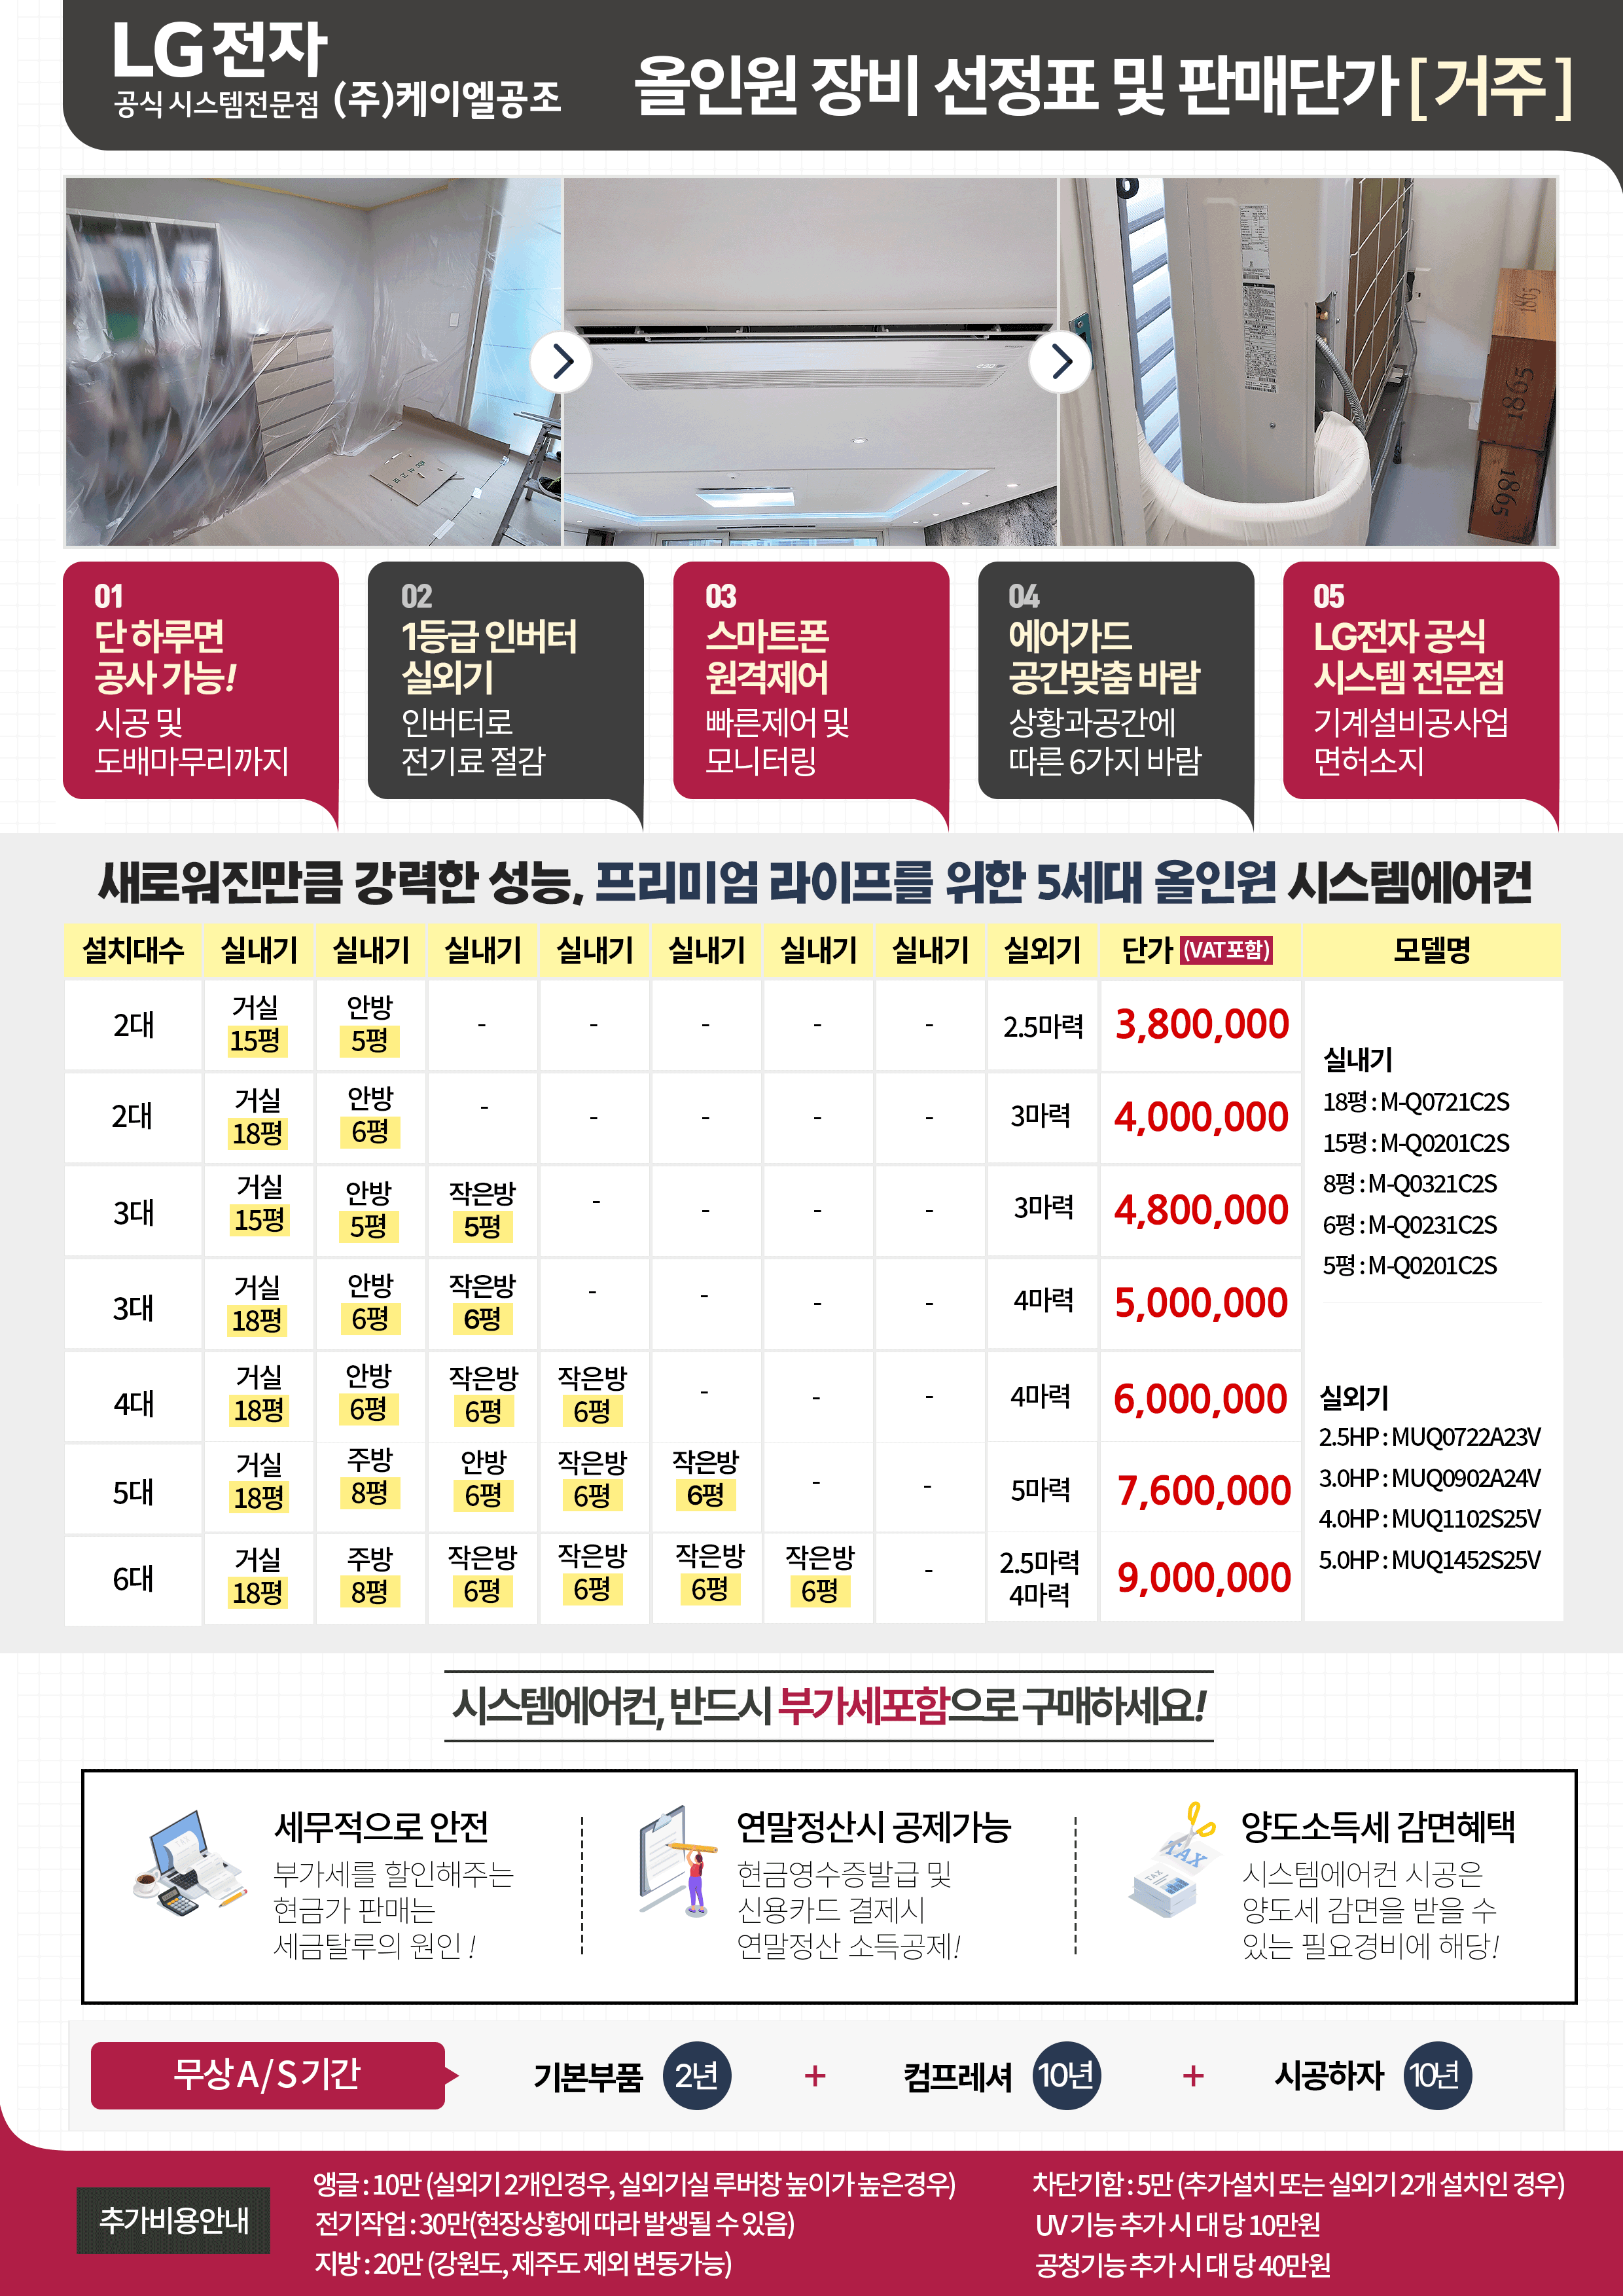 LG전자
공식 시스템전문점 (주)케이엘공조
올인원 장비 선정표 및 판매단가 [거주]
1865
1865
1865
01
단 하루면
공사 가능!
시공 및
도배마무리까지
02
1등급 인버터
실외기
인버터로
전기료 절감
03
스마트폰
원격제어
빠른제어 및
모니터링
04
에어가드
공간맞춤 바람
상황과공간에
따른 6가지 바람
05
LG전자 공식
시스템 전문점
기계설비공사업
면허소지
새로워진만큼 강력한 성능, 프리미엄 라이프를 위한 5세대 올인원 시스템에어컨
설치대수 실내기 실내기 실내기 실내기 실내기 실내기 실내기 실외기 단가 (VAT포함) 모델명
2대 거실 15평 안방 5평 - - - - - 2.5마력 3,800,000
2대 거실 18평 안방 6평 - - - - - 3마력 4,000,000
3대 거실 15평 안방 5평 작은방 5평 - - - - 3마력 4,800,000
3대 거실 18평 안방 6평 작은방 6평 - - - - 4마력 5,000,000
4대 거실 18평 안방 6평 작은방 6평 작은방 6평 - - - 4마력 6,000,000
5대 거실 18평 주방 8평 안방 6평 작은방 6평 작은방 6평 - - 5마력 7,600,000
6대 거실 18평 주방 8평 작은방 6평 작은방 6평 작은방 6평 작은방 6평 - 2.5마력 4마력 9,000,000
실내기
18평 : M-Q0721C2S
15평 : M-Q0201C2S
8평 : M-Q0321C2S
6평 : M-Q0231C2S
5평 : M-Q0201C2S
실외기
2.5HP : MUQ0722A23V
3.0HP : MUQ0902A24V
4.0HP : MUQ1102S25V
5.0HP : MUQ1452S25V
시스템에어컨, 반드시 부가세포함으로 구매하세요!
세무적으로 안전
부가세를 할인해주는
현금가 판매는
세금탈루의 원인 !
연말정산시 공제가능
현금영수증발급 및
신용카드 결제시
연말정산 소득공제!
TAX
TAX
양도소득세 감면혜택
시스템에어컨 시공은
양도세 감면을 받을 수
있는 필요경비에 해당!
무상 A/S 기간 기본부품 2년 + 컴프레셔 10년 + 시공하자 10년
추가비용안내
앵글 : 10만 (실외기 2개인경우, 실외기실 루버창 높이가 높은경우)
전기작업 : 30만(현장상황에 따라 발생될 수 있음)
지방 : 20만 (강원도, 제주도 제외 변동가능)
차단기함 : 5만 (추가설치 또는 실외기 2개 설치인 경우)
UV 기능 추가 시 대 당 10만원
공청기능 추가 시 대 당 40만원